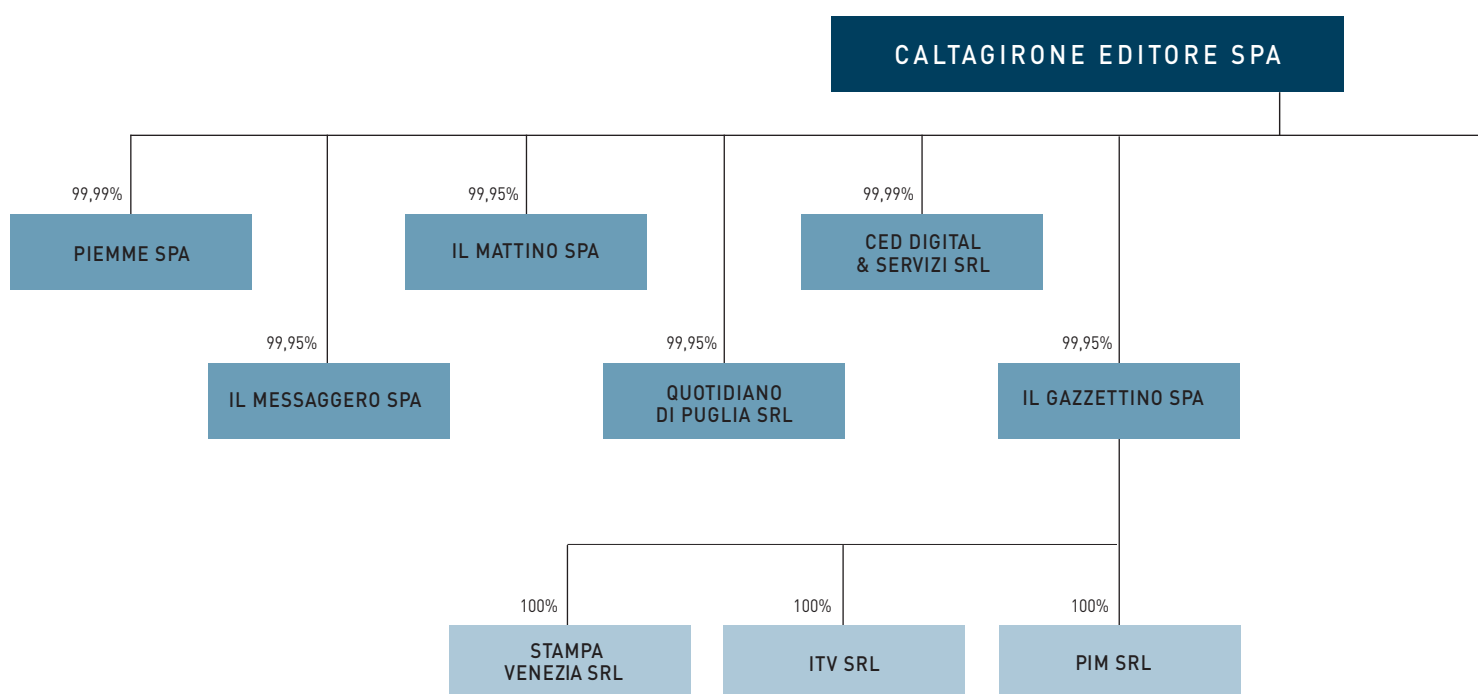 CALTAGIRONE EDITORE SPA
99,99%
99,95%
99,99%
PIEMME SPA
IL MATTINO SPA
CED DIGITAL
& SERVIZI SRL
99,95%
99,95%
99,95%
IL MESSAGGERO SPA
QUOTIDIANO
DI PUGLIA SRL
IL GAZZETTINO SPA
100%
100%
100%
STAMPA
VENEZIA SRL
ITV SRL
PIM SRL